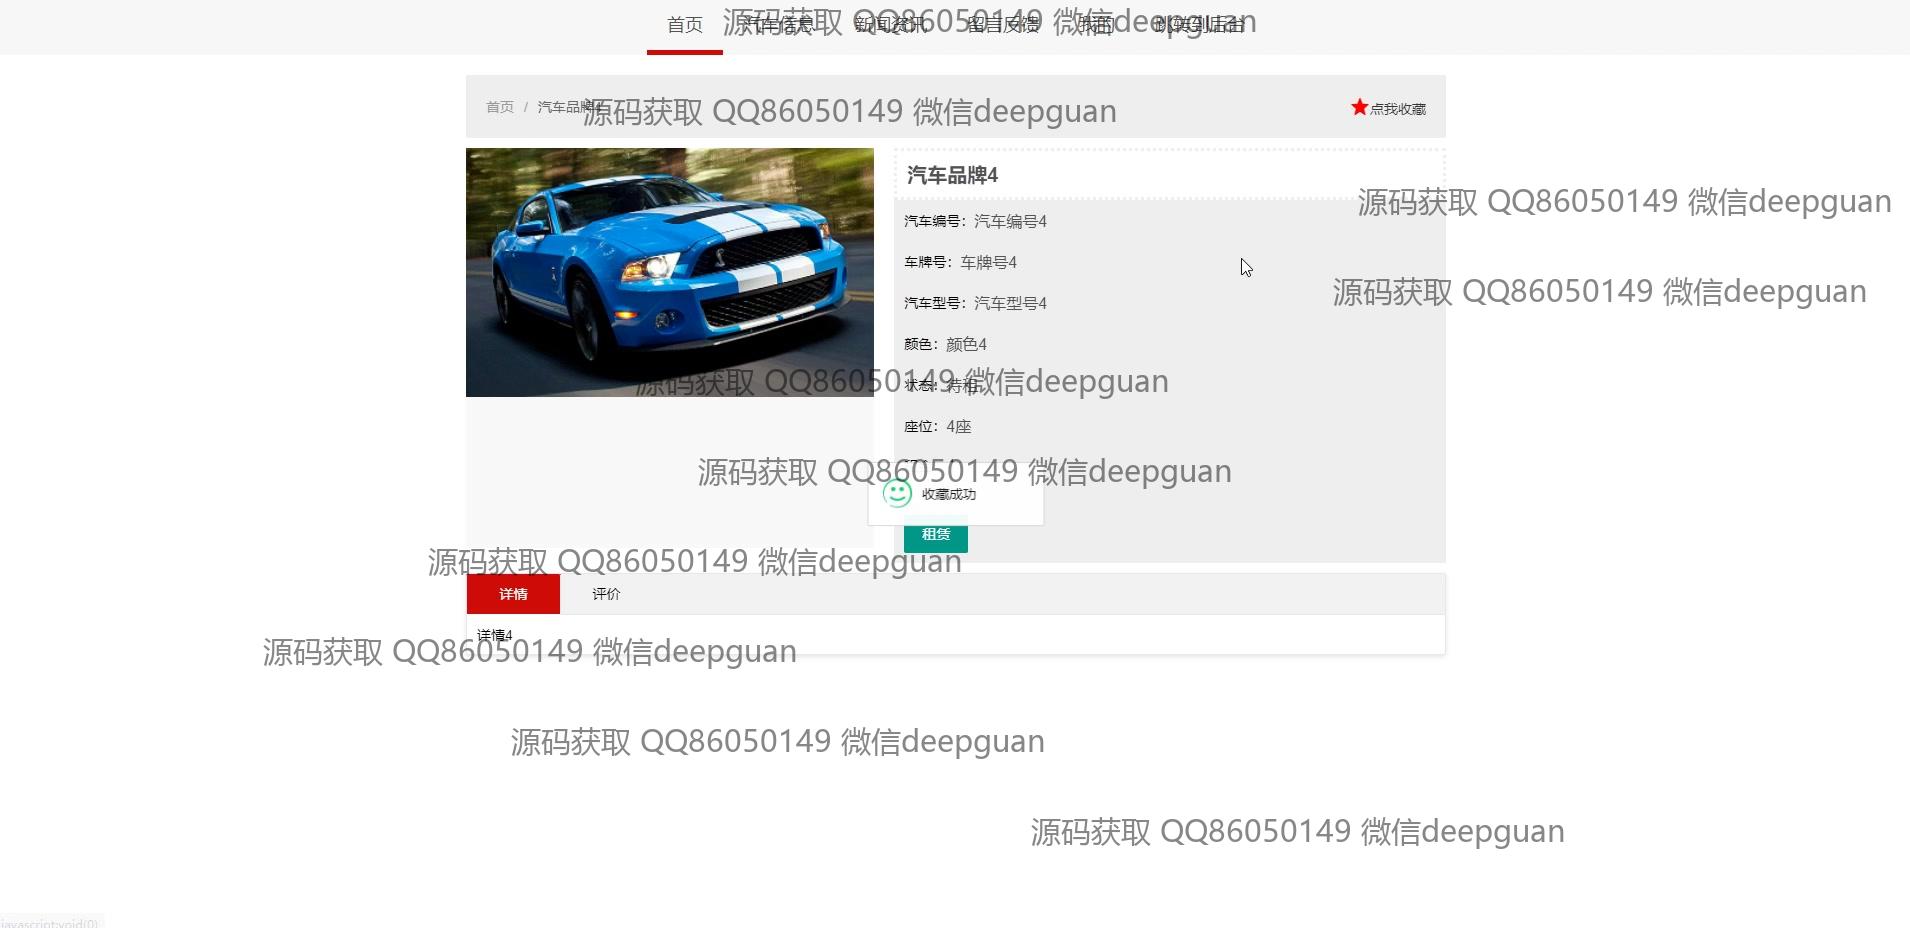 首页 汽车信息 新闻资讯 留言反馈 我的 跳转到后台
源码获取 QQ86050149 微信deepguan
首页 / 汽车品牌4
源码获取 QQ86050149 微信deepguan
点我收藏
汽车品牌4
源码获取 QQ86050149 微信deepguan
汽车编号：汽车编号4
车牌号：车牌号4
源码获取 QQ86050149 微信deepguan
汽车型号：汽车型号4
颜色：颜色4
源码获取 QQ86050149 微信deepguan
状态：待租
座位：4座
源码获取 QQ86050149 微信deepguan
收藏成功
租赁
源码获取 QQ86050149 微信deepguan
详情 评价
详情4
源码获取 QQ86050149 微信deepguan
源码获取 QQ86050149 微信deepguan
源码获取 QQ86050149 微信deepguan
javascript:void(0)